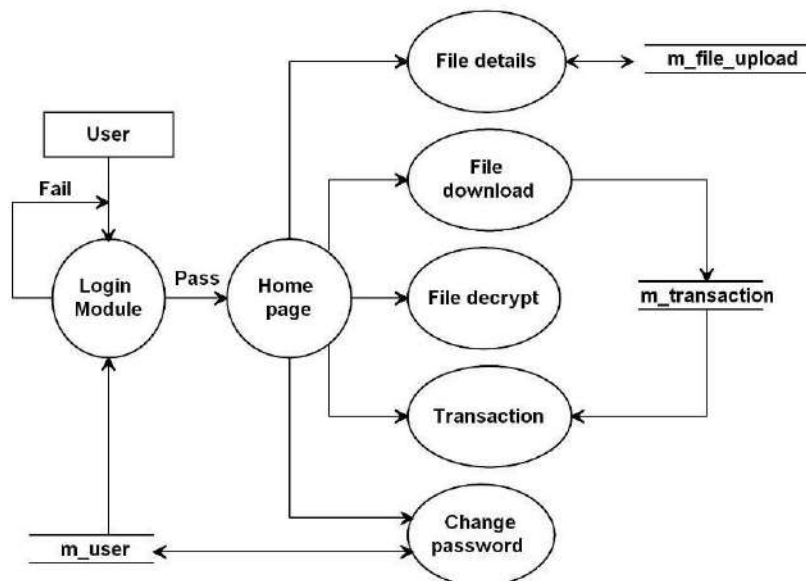 File details
m_file_upload
User
File
download
Fail
Login
Module
Pass
Home
page
File decrypt
m_transaction
Transaction
Change
password
m_user